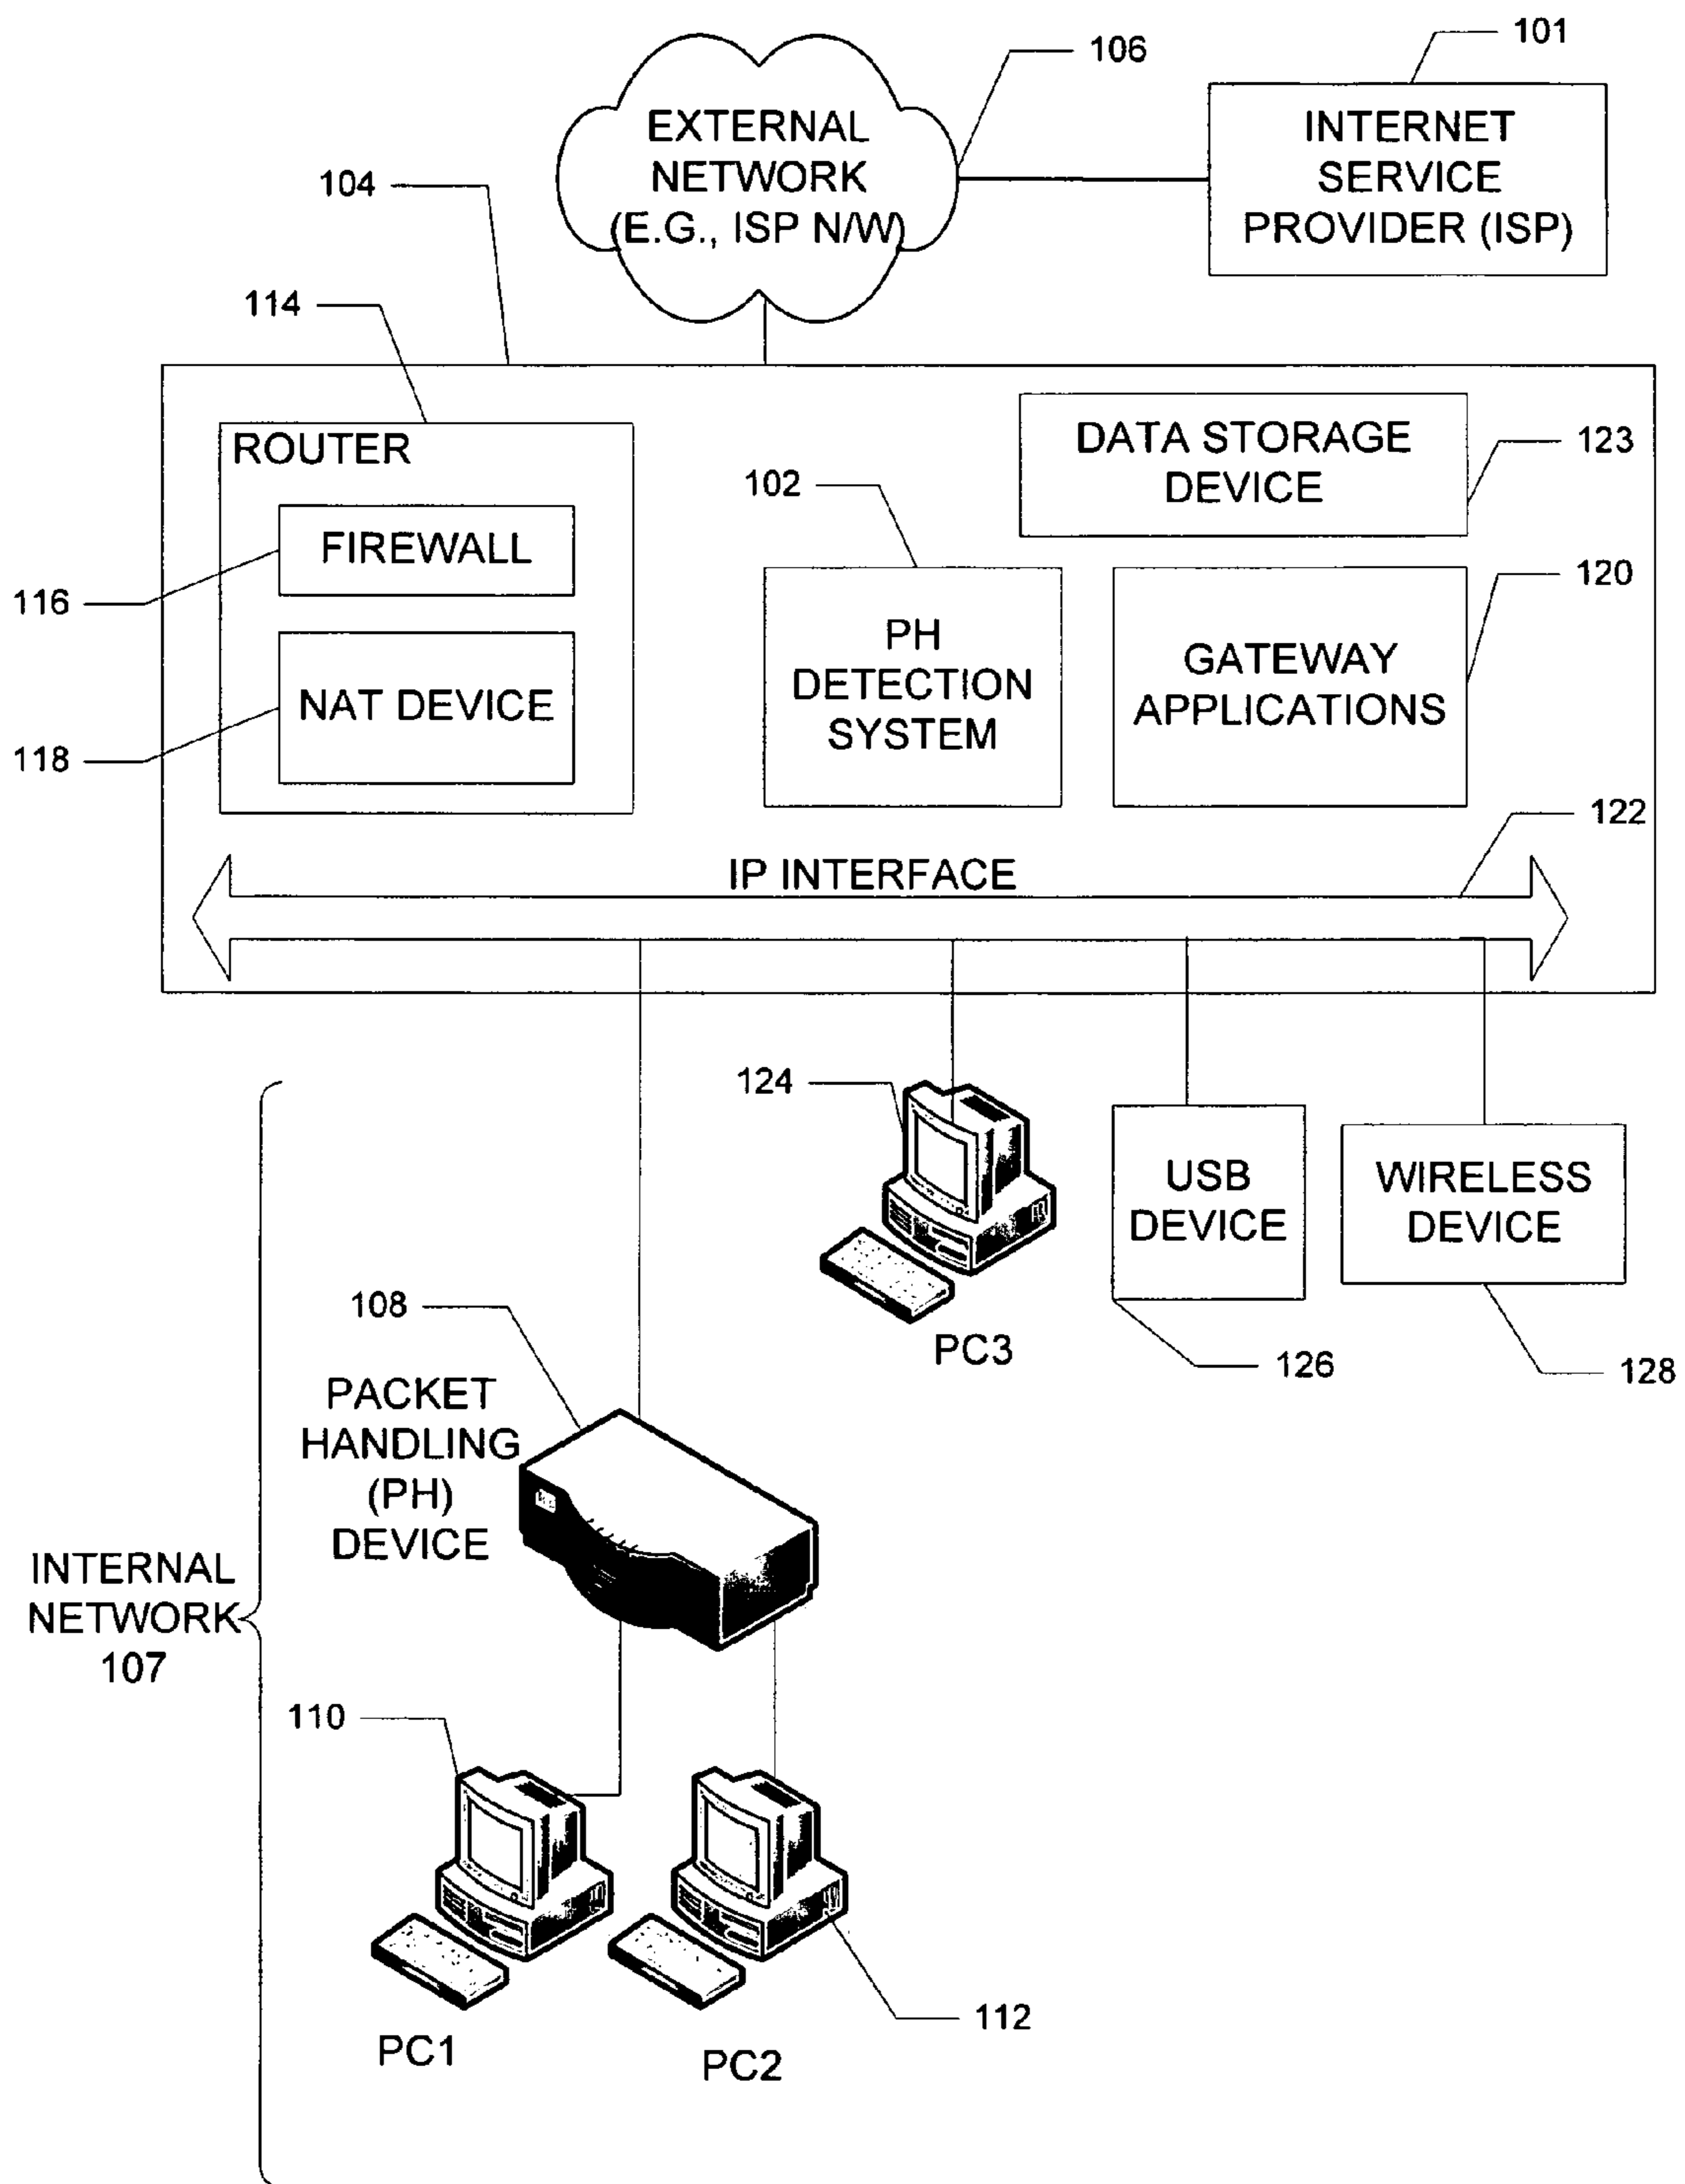 101
106
EXTERNAL
NETWORK
(E.G., ISP N/W)
INTERNET
SERVICE
PROVIDER (ISP)
104
114
ROUTER
DATA STORAGE
DEVICE
123
102
FIREWALL
116
120
PH
DETECTION
SYSTEM
GATEWAY
APPLICATIONS
NAT DEVICE
118
122
IP INTERFACE
124
USB
DEVICE
WIRELESS
DEVICE
108
PC3
126
128
PACKET
HANDLING
(PH)
DEVICE
INTERNAL
NETWORK
107
110
112
PC1
PC2